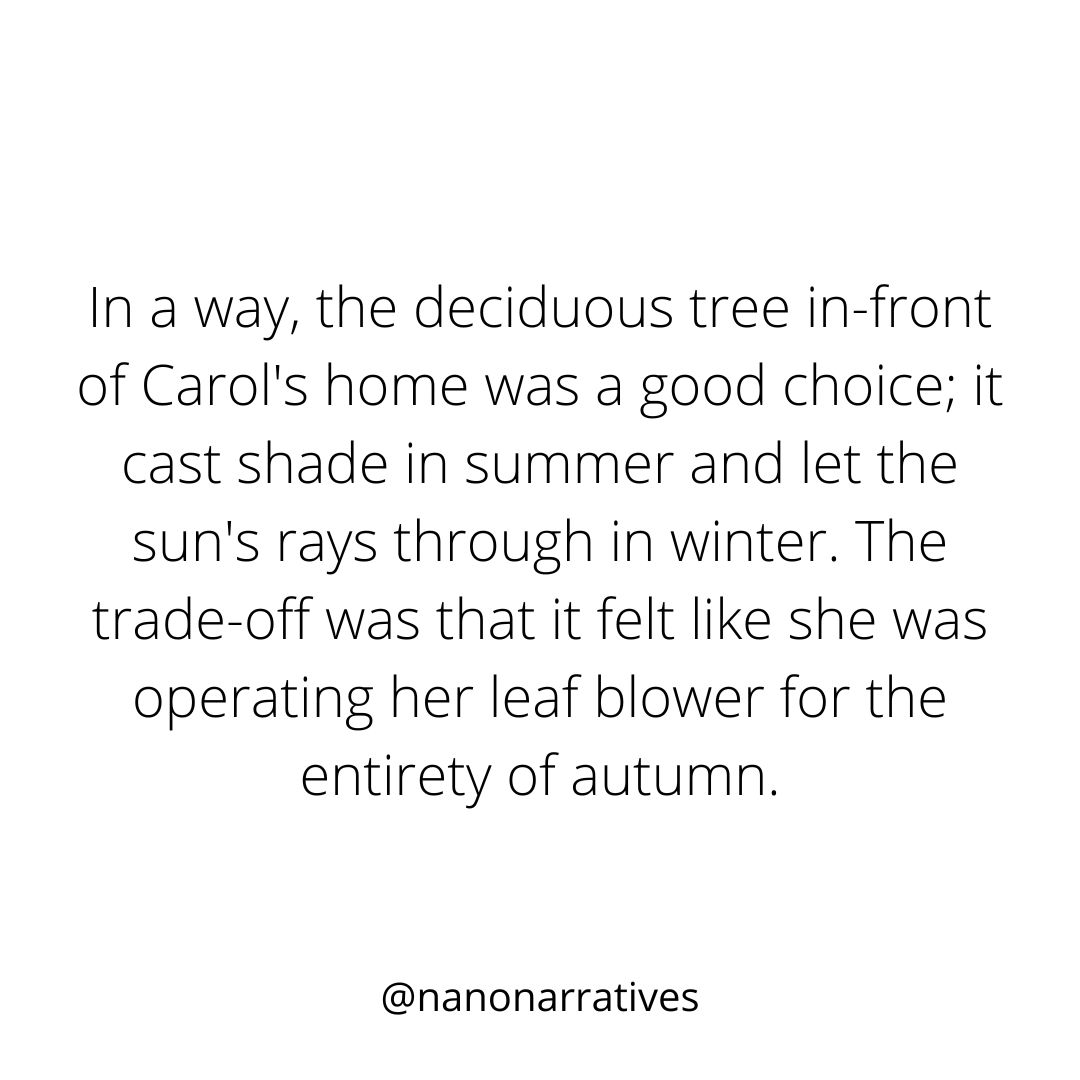 In a way, the deciduous tree in-front
of Carol's home was a good choice; it
cast shade in summer and let the
sun's rays through in winter. The
trade-off was that it felt like she was
operating her leaf blower for the
entirety of autumn.
@nanonarratives